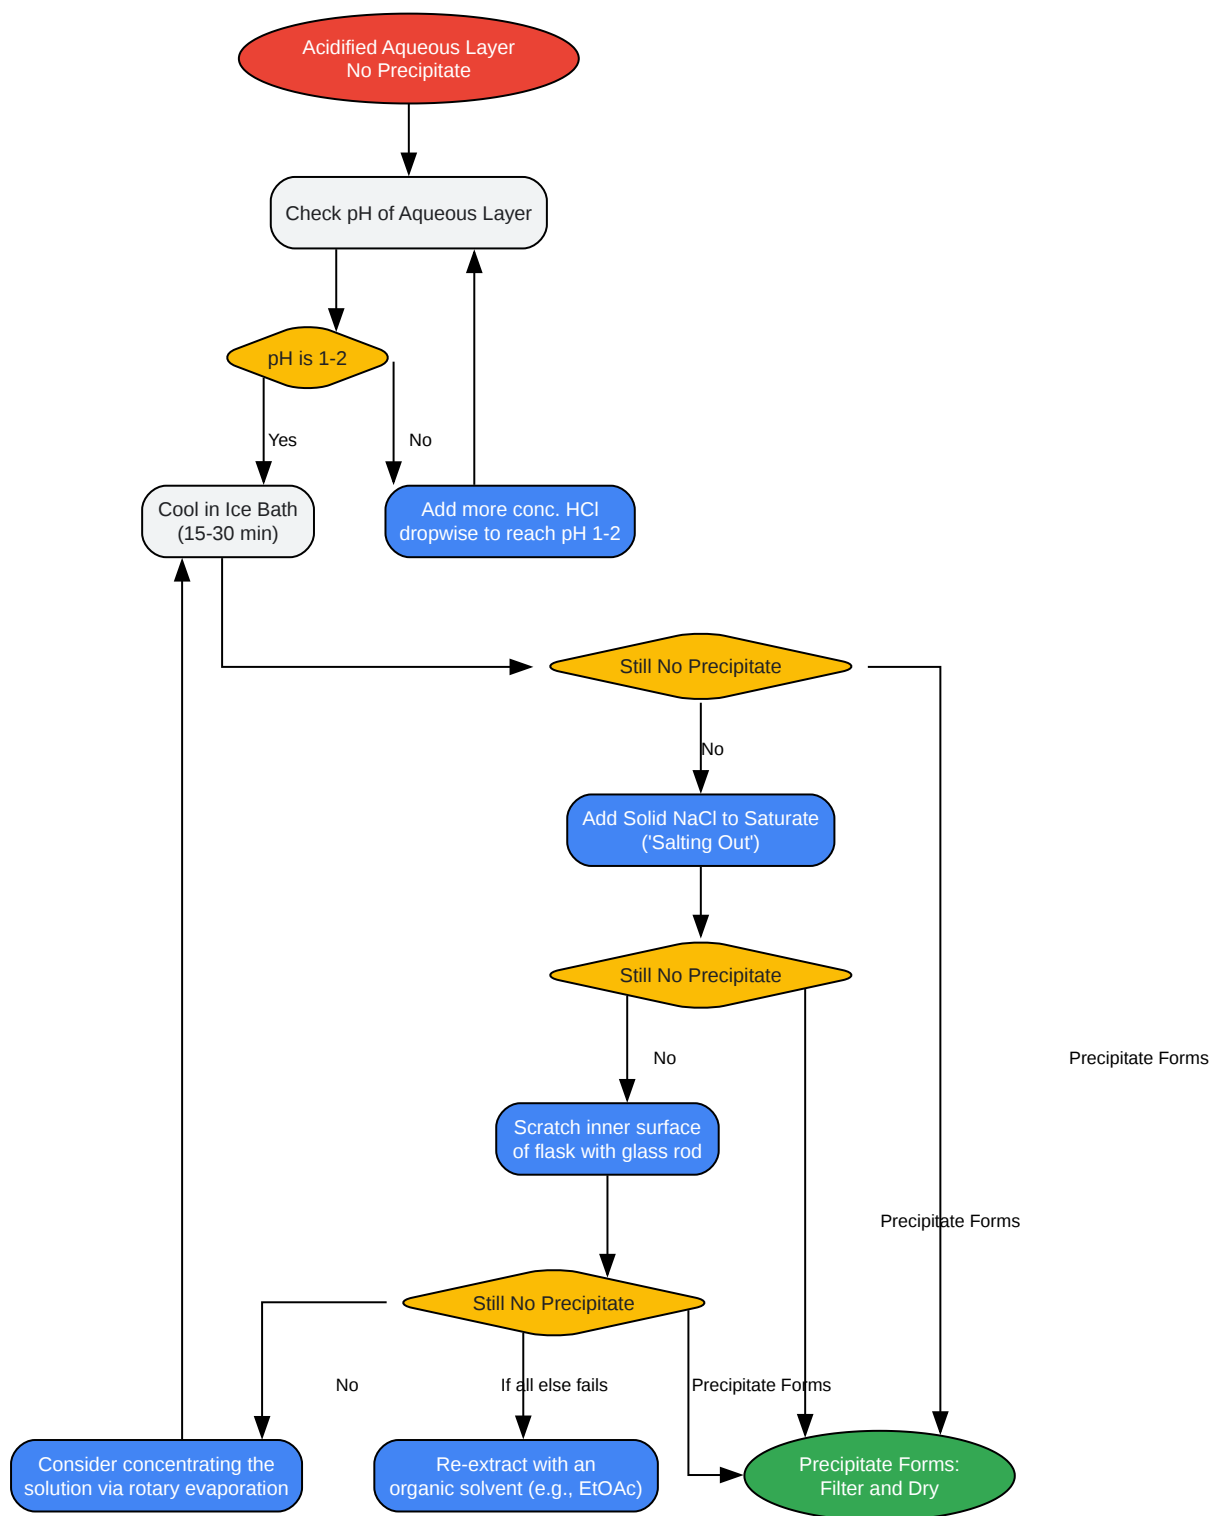 Acidified Aqueous Layer
No Precipitate
Check pH of Aqueous Layer
pH is 1-2
Yes
No
Cool in Ice Bath
(15-30 min)
Add more conc. HCl
dropwise to reach pH 1-2
Still No Precipitate
No
Add Solid NaCl to Saturate
('Salting Out')
Still No Precipitate
No
Precipitate Forms
Scratch inner surface
of flask with glass rod
Precipitate Forms
Still No Precipitate
No
If all else fails
Precipitate Forms
Consider concentrating the
solution via rotary evaporation
Re-extract with an
organic solvent (e.g., EtOAc)
Precipitate Forms:
Filter and Dry